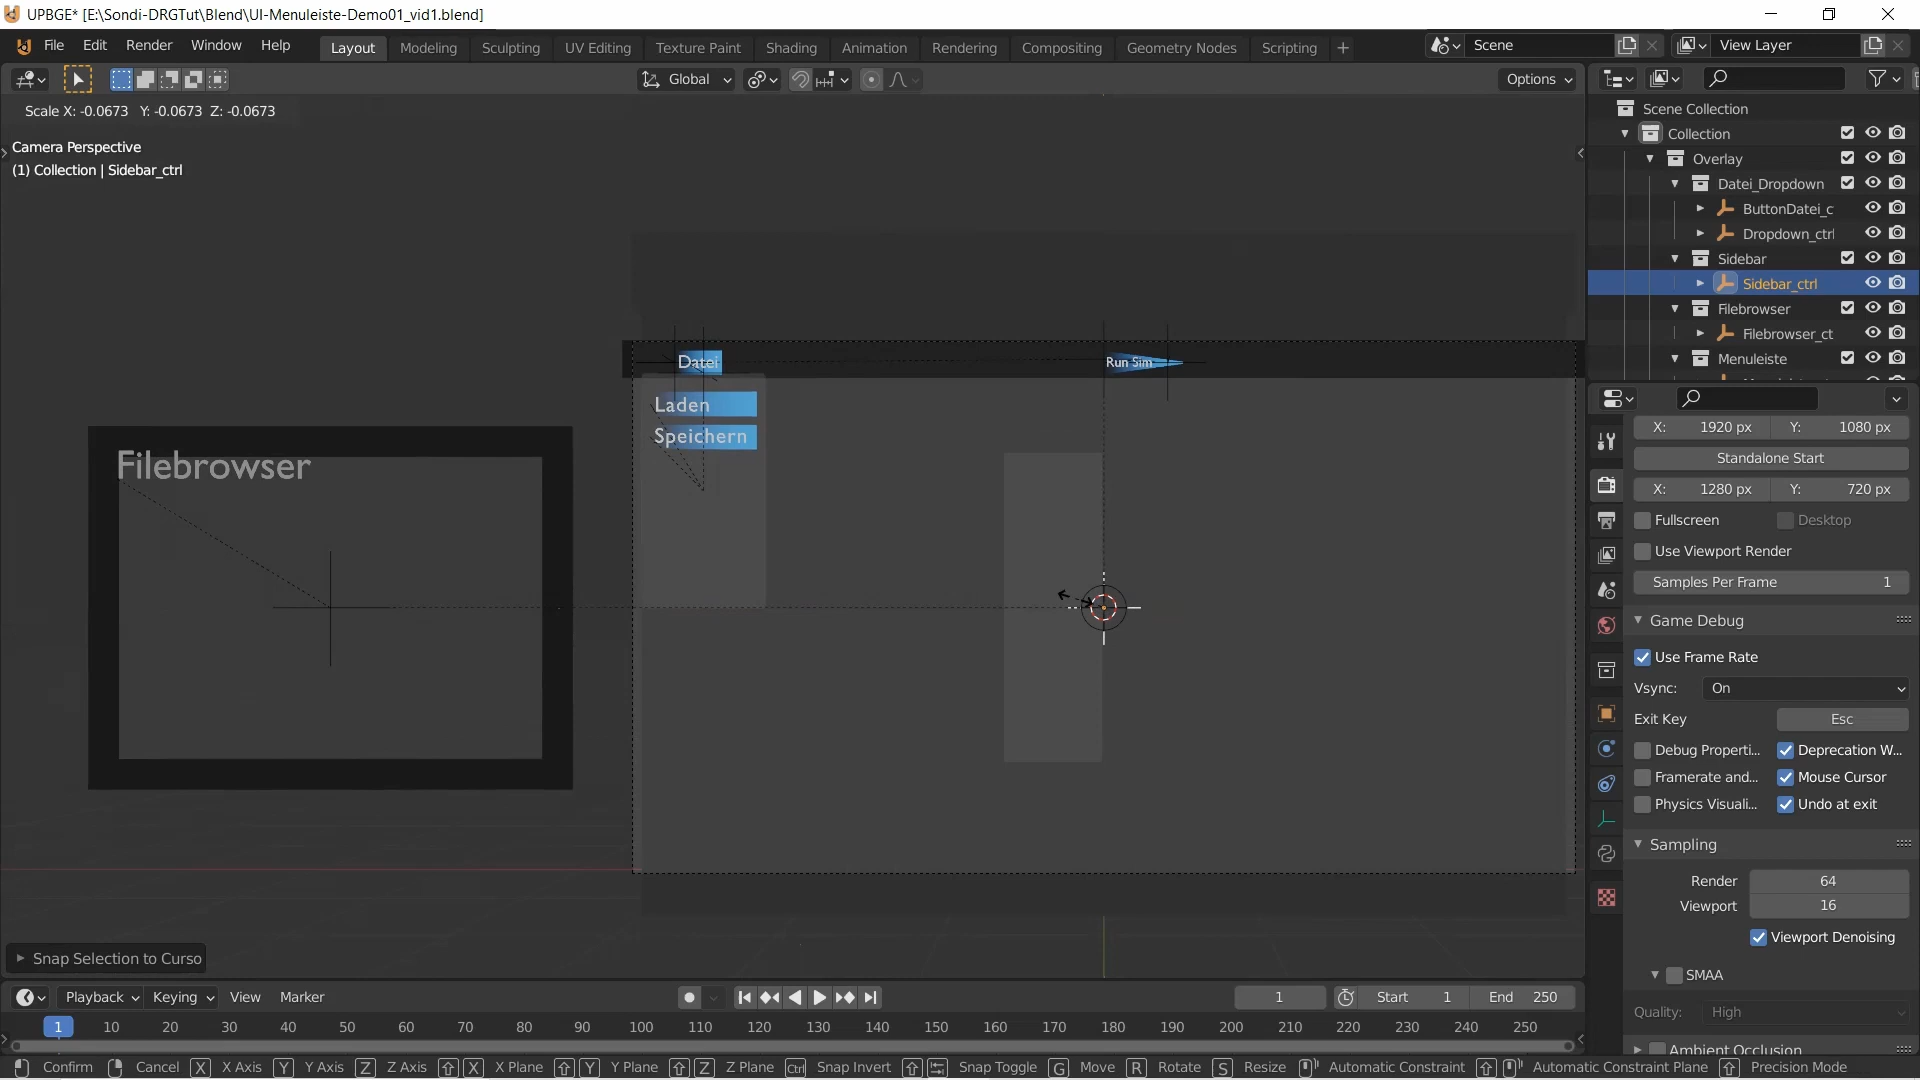 UPBGE* [E:\Sondi-DRGTut\Blend\UI-Menuleiste-Demo01_vid1.blend]
File Edit Render Window Help Layout Modeling Sculpting UV Editing Texture Paint Shading Animation Rendering Compositing Geometry Nodes Scripting + Scene View Layer
Global Options
Scale X: -0.0673 Y: -0.0673 Z: -0.0673
Camera Perspective
(1) Collection | Sidebar_ctrl
Scene Collection
Collection
Overlay
Datei_Dropdown
ButtonDatei_c
Dropdown_ctrl
Sidebar
Sidebar_ctrl
Filebrowser
Filebrowser_ct
Menuleiste
Datei
Run Sim
Laden
Speichern
Filebrowser
X: 1920 px Y: 1080 px
Standalone Start
X: 1280 px Y: 720 px
Fullscreen Desktop
Use Viewport Render
Samples Per Frame 1
Game Debug
Use Frame Rate
Vsync: On
Exit Key Esc
Debug Properti... Deprecation W...
Framerate and... Mouse Cursor
Physics Visuali... Undo at exit
Sampling
Render 64
Viewport 16
Viewport Denoising
SMAA
Quality: High
Ambient Occlusion
Snap Selection to Curso
Playback Keying View Marker 1 Start 1 End 250
1 10 20 30 40 50 60 70 80 90 100 110 120 130 140 150 160 170 180 190 200 210 220 230 240 250
Confirm Cancel X X Axis Y Y Axis Z Z Axis X X Plane Y Y Plane Z Z Plane Ctrl Snap Invert Snap Toggle G Move R Rotate S Resize Automatic Constraint Automatic Constraint Plane Precision Mode